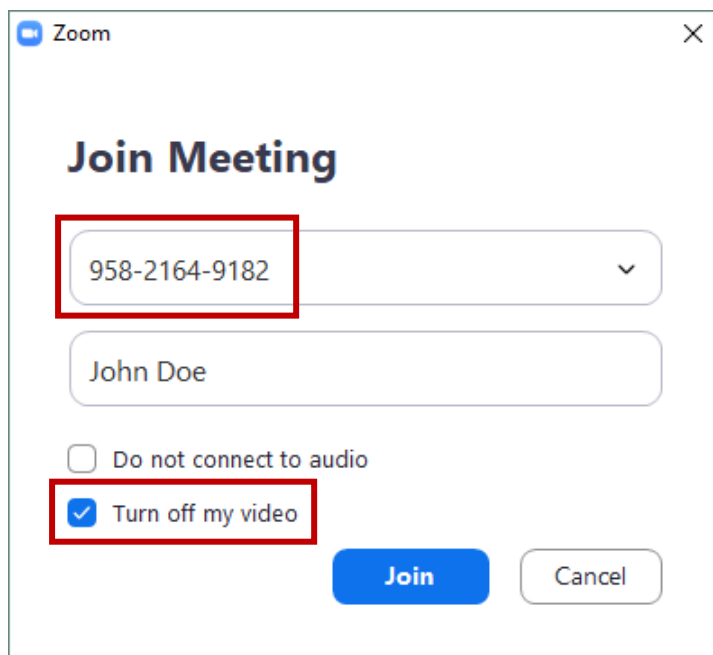 Zoom
Join Meeting
958-2164-9182
John Doe
Do not connect to audio
Turn off my video
Join Cancel